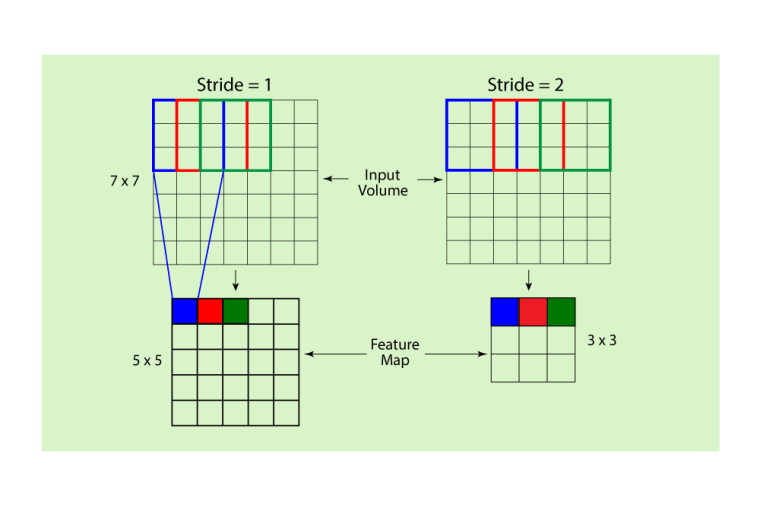 Stride = 1
Stride = 2
7 x 7
Input
Volume
5 x 5
Feature
Map
3 x 3